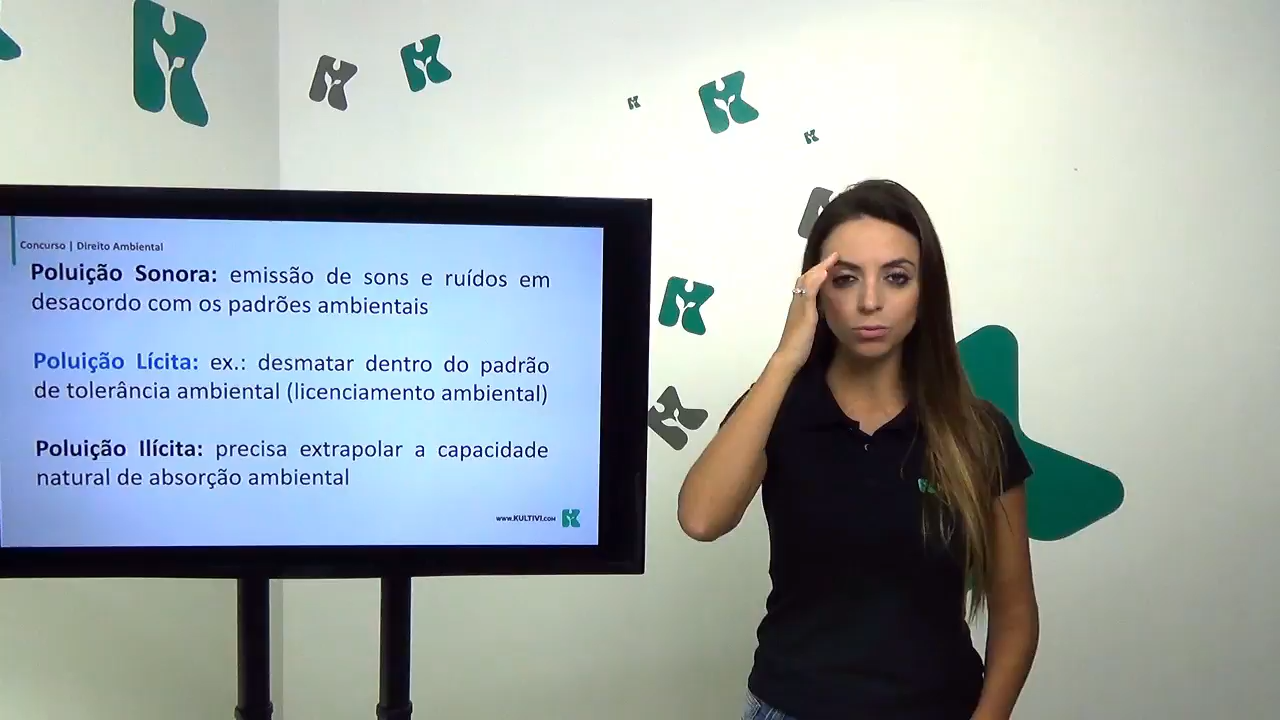 Concurso | Direito Ambiental
Poluição Sonora: emissão de sons e ruídos em
desacordo com os padrões ambientais
Poluição Lícita: ex.: desmatar dentro do padrão
de tolerância ambiental (licenciamento ambiental)
Poluição Ilícita: precisa extrapolar a capacidade
natural de absorção ambiental
www.KULTIVI.com